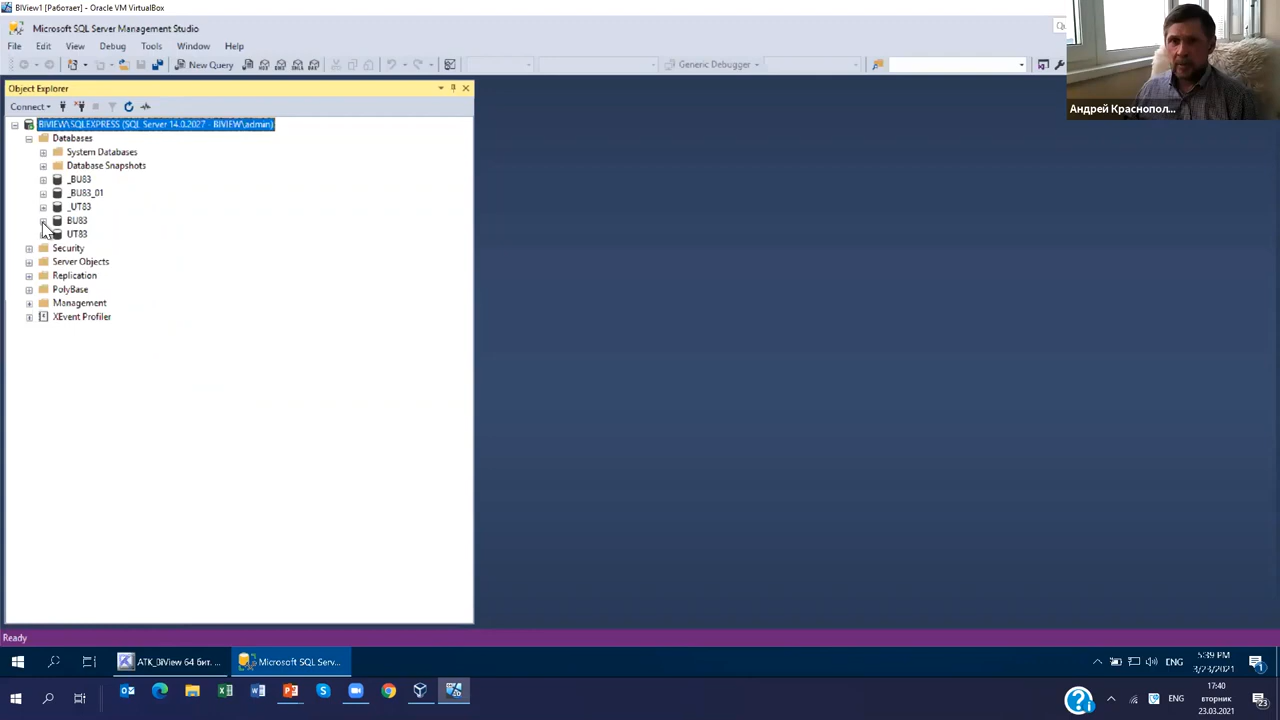 BIView1 [Работает] - Oracle VM VirtualBox
Microsoft SQL Server Management Studio
File Edit View Debug Tools Window Help
New Query
Generic Debugger
Андрей Краснопол...
Object Explorer
Connect
BIVIEW\SQLEXPRESS (SQL Server 14.0.2027 - BIVIEW\admin)
Databases
System Databases
Database Snapshots
_BU83
_BU83_01
_UT83
BU83
UT83
Security
Server Objects
Replication
PolyBase
Management
XEvent Profiler
Ready
ATK_BiView 64 бит. ...
Microsoft SQL Serv...
ENG
5:39 PM
3/23/2021
1
ENG
17:40
вторник
23.03.2021
23